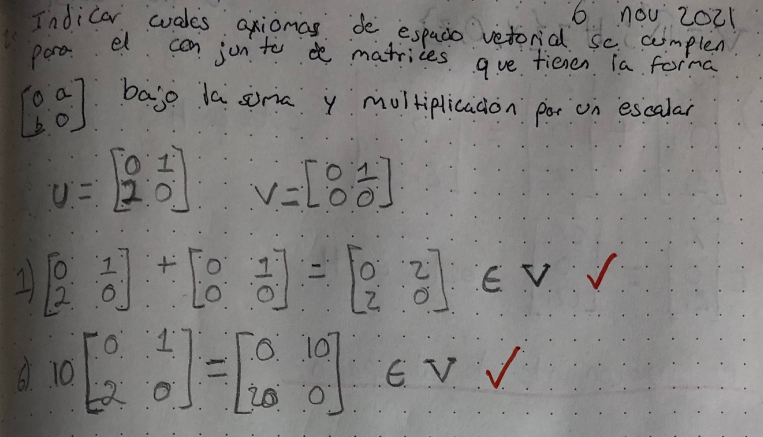 6 nov 2021
Indicar cuales axiomas de espacio vetorial se cumplen
para el conjunto de matrices que tienen la forma
[0 a; b 0] bajo la suma y multiplicación por un escalar
u = [0 1; 2 0] v = [0 1; 0 0]
1) [0 1; 2 0] + [0 1; 0 0] = [0 2; 2 0] ∈ V ✓
6) 10 [0 1; 2 0] = [0 10; 20 0] ∈ V ✓